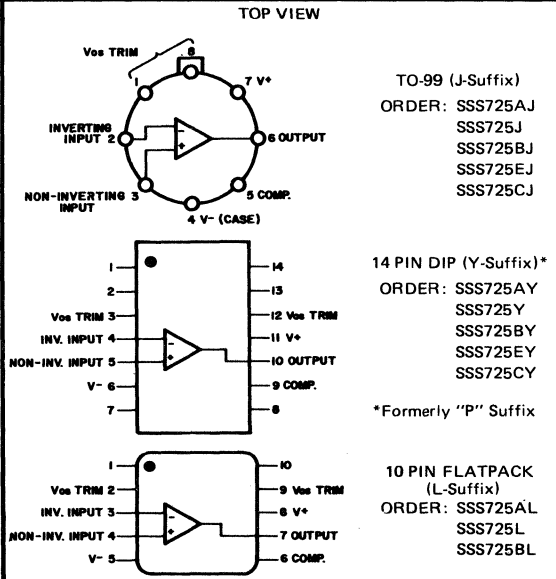 TOP VIEW
Vos TRIM
8
1
7 V+
INVERTING
INPUT 2
-
+
6 OUTPUT
NON-INVERTING 3
INPUT
5 COMP.
4 V- (CASE)
TO-99 (J-Suffix)
ORDER: SSS725AJ
SSS725J
SSS725BJ
SSS725EJ
SSS725CJ
1
14
2
13
Vos TRIM 3
12 Vos TRIM
INV. INPUT 4
-
11 V+
NON-INV. INPUT 5
+
10 OUTPUT
V- 6
9 COMP.
7
8
14 PIN DIP (Y-Suffix)*
ORDER: SSS725AY
SSS725Y
SSS725BY
SSS725EY
SSS725CY
*Formerly "P" Suffix
1
10
Vos TRIM 2
9 Vos TRIM
INV. INPUT 3
-
8 V+
NON-INV. INPUT 4
+
7 OUTPUT
V- 5
6 COMP.
10 PIN FLATPACK
(L-Suffix)
ORDER: SSS725AL
SSS725L
SSS725BL